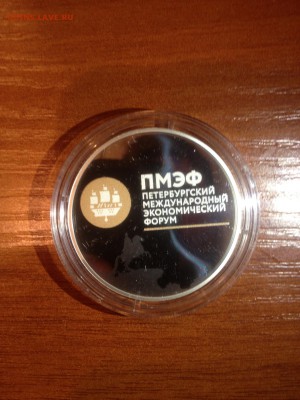 ПМЭФ
ПЕТЕРБУРГСКИЙ
МЕЖДУНАРОДНЫЙ
ЭКОНОМИЧЕСКИЙ
ФОРУМ